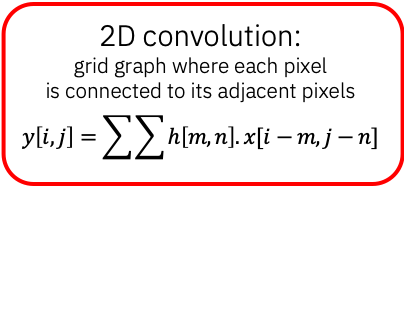 2D convolution:
grid graph where each pixel
is connected to its adjacent pixels
y[i,j] = ∑∑ h[m,n].x[i − m,j − n]